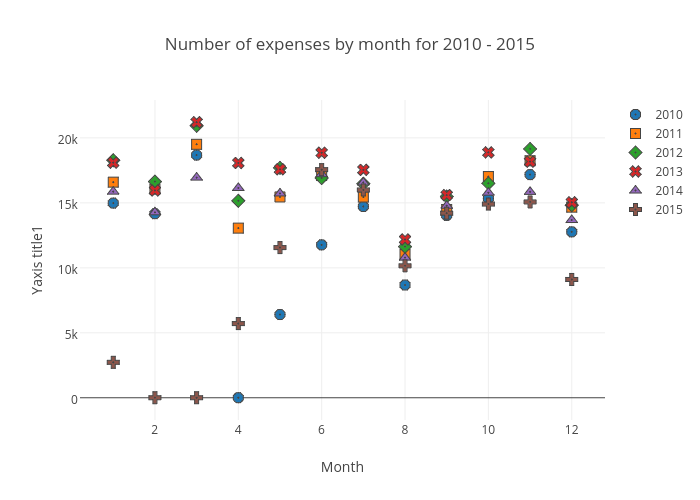 Number of expenses by month for 2010 - 2015
20k
15k
10k
5k
0
Yaxis title1
2 4 6 8 10 12
Month
2010
2011
2012
2013
2014
2015